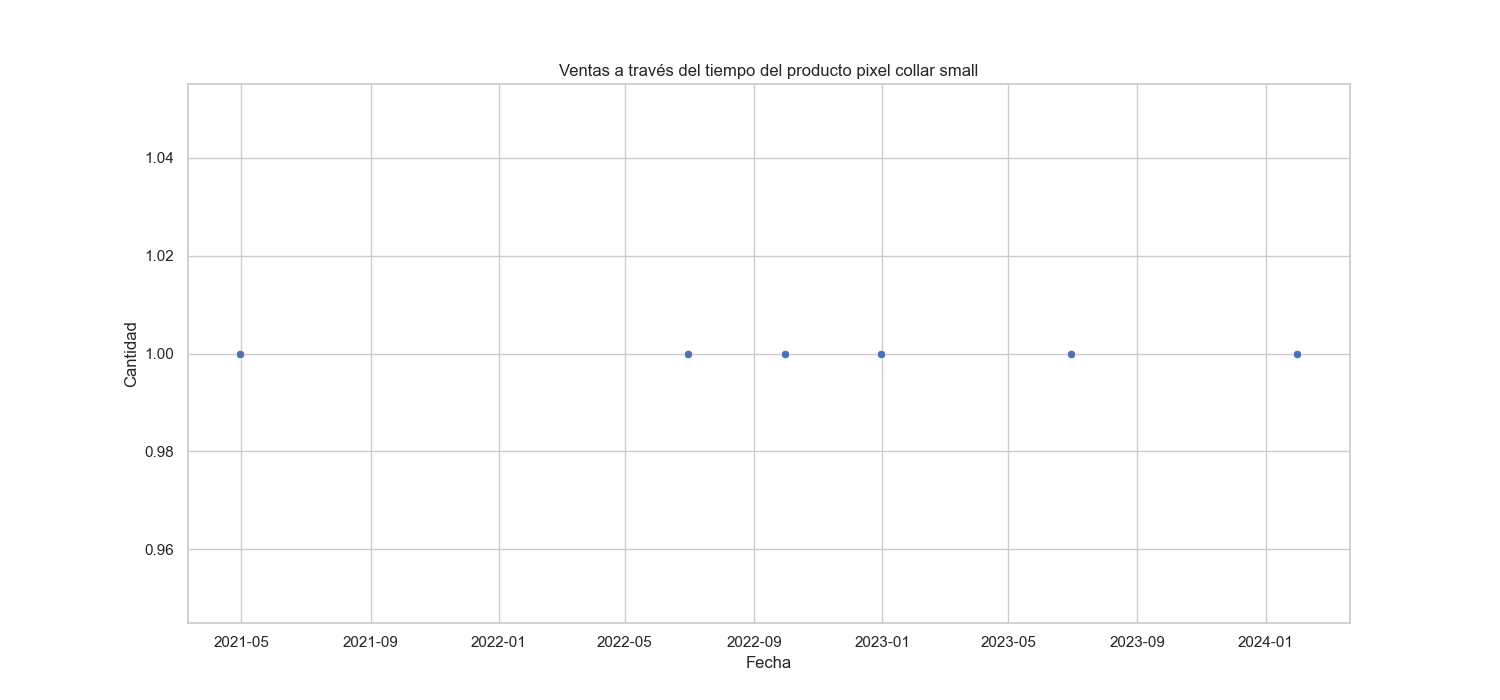 Ventas a través del tiempo del producto pixel collar small
1.04
1.02
1.00
0.98
0.96
Cantidad
2021-05 2021-09 2022-01 2022-05 2022-09 2023-01 2023-05 2023-09 2024-01
Fecha